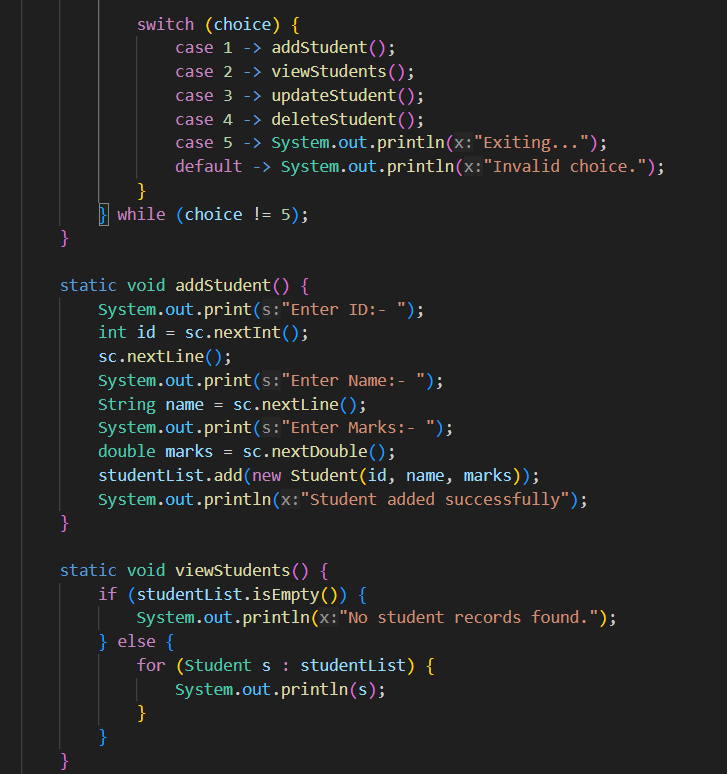 switch (choice) {
case 1 -> addStudent();
case 2 -> viewStudents();
case 3 -> updateStudent();
case 4 -> deleteStudent();
case 5 -> System.out.println(x:"Exiting...");
default -> System.out.println(x:"Invalid choice.");
}
} while (choice != 5);
}
static void addStudent() {
System.out.print(s:"Enter ID:- ");
int id = sc.nextInt();
sc.nextLine();
System.out.print(s:"Enter Name:- ");
String name = sc.nextLine();
System.out.print(s:"Enter Marks:- ");
double marks = sc.nextDouble();
studentList.add(new Student(id, name, marks));
System.out.println(x:"Student added successfully");
}
static void viewStudents() {
if (studentList.isEmpty()) {
System.out.println(x:"No student records found.");
} else {
for (Student s : studentList) {
System.out.println(s);
}
}
}